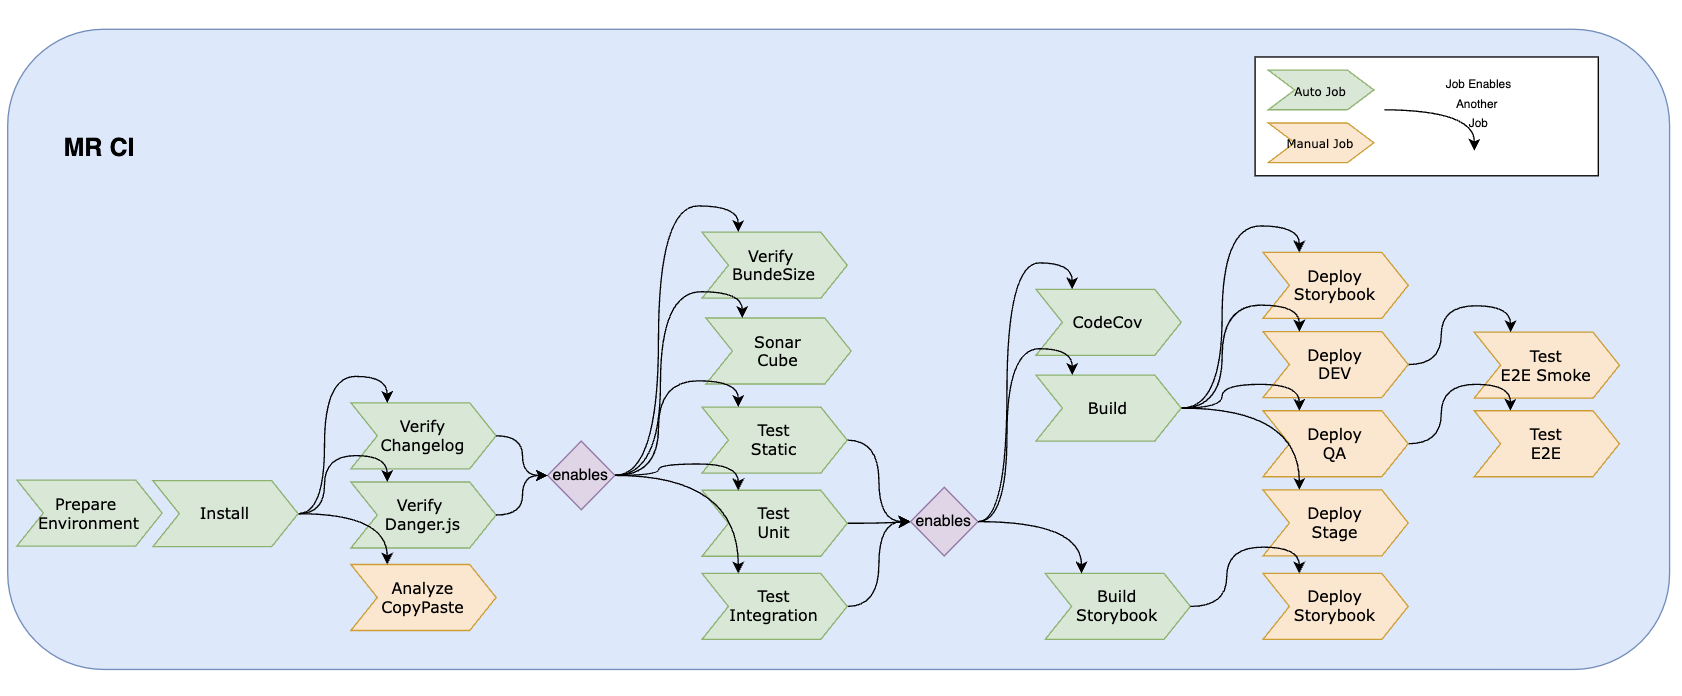 MR CI
Auto Job
Manual Job
Job Enables
Another
Job
Prepare
Environment
Install
Verify
Changelog
Verify
Danger.js
Analyze
CopyPaste
enables
Verify
BundeSize
Sonar
Cube
Test
Static
Test
Unit
Test
Integration
enables
CodeCov
Build
Build
Storybook
Deploy
Storybook
Deploy
DEV
Deploy
QA
Deploy
Stage
Deploy
Storybook
Test
E2E Smoke
Test
E2E